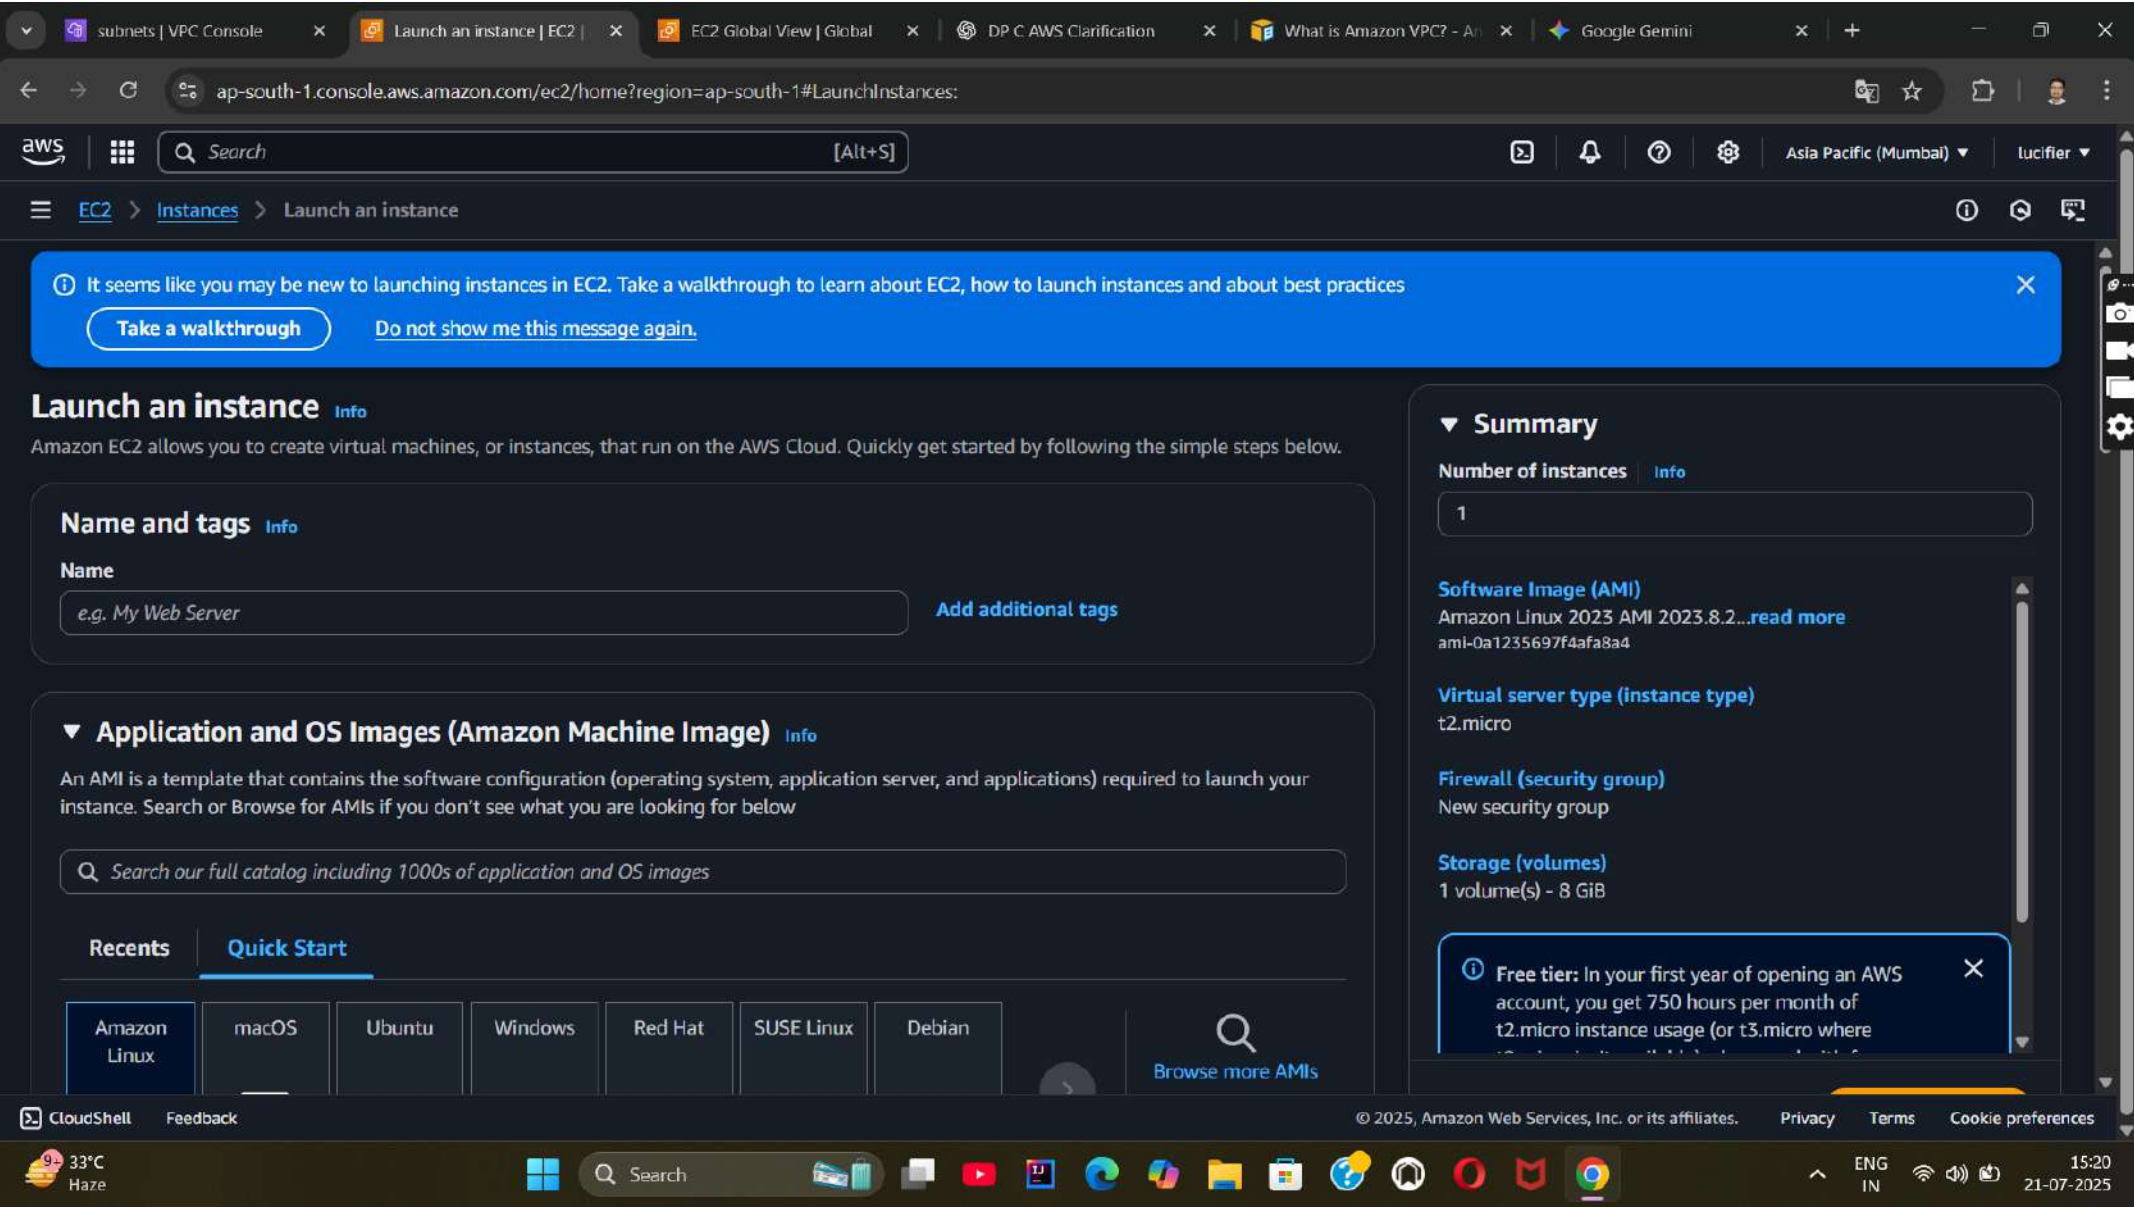 subnets | VPC Console
Launch an instance | EC2 |
EC2 Global View | Global
DP C AWS Clarification
What is Amazon VPC? - Am
Google Gemini
ap-south-1.console.aws.amazon.com/ec2/home?region=ap-south-1#LaunchInstances:
aws
Search
[Alt+S]
Asia Pacific (Mumbai)
lucifier
EC2 > Instances > Launch an instance
It seems like you may be new to launching instances in EC2. Take a walkthrough to learn about EC2, how to launch instances and about best practices
Take a walkthrough
Do not show me this message again.
Launch an instance Info
Amazon EC2 allows you to create virtual machines, or instances, that run on the AWS Cloud. Quickly get started by following the simple steps below.
Name and tags Info
Name
e.g. My Web Server
Add additional tags
Application and OS Images (Amazon Machine Image) Info
An AMI is a template that contains the software configuration (operating system, application server, and applications) required to launch your
instance. Search or Browse for AMIs if you don't see what you are looking for below
Search our full catalog including 1000s of application and OS images
Recents
Quick Start
Amazon
Linux
macOS
Ubuntu
Windows
Red Hat
SUSE Linux
Debian
Browse more AMIs
Summary
Number of instances Info
1
Software Image (AMI)
Amazon Linux 2023 AMI 2023.8.2...read more
ami-0a1235697f4afa8a4
Virtual server type (instance type)
t2.micro
Firewall (security group)
New security group
Storage (volumes)
1 volume(s) - 8 GiB
Free tier: In your first year of opening an AWS
account, you get 750 hours per month of
t2.micro instance usage (or t3.micro where
CloudShell
Feedback
© 2025, Amazon Web Services, Inc. or its affiliates.
Privacy
Terms
Cookie preferences
9+
33°C
Haze
Search
ENG
IN
15:20
21-07-2025